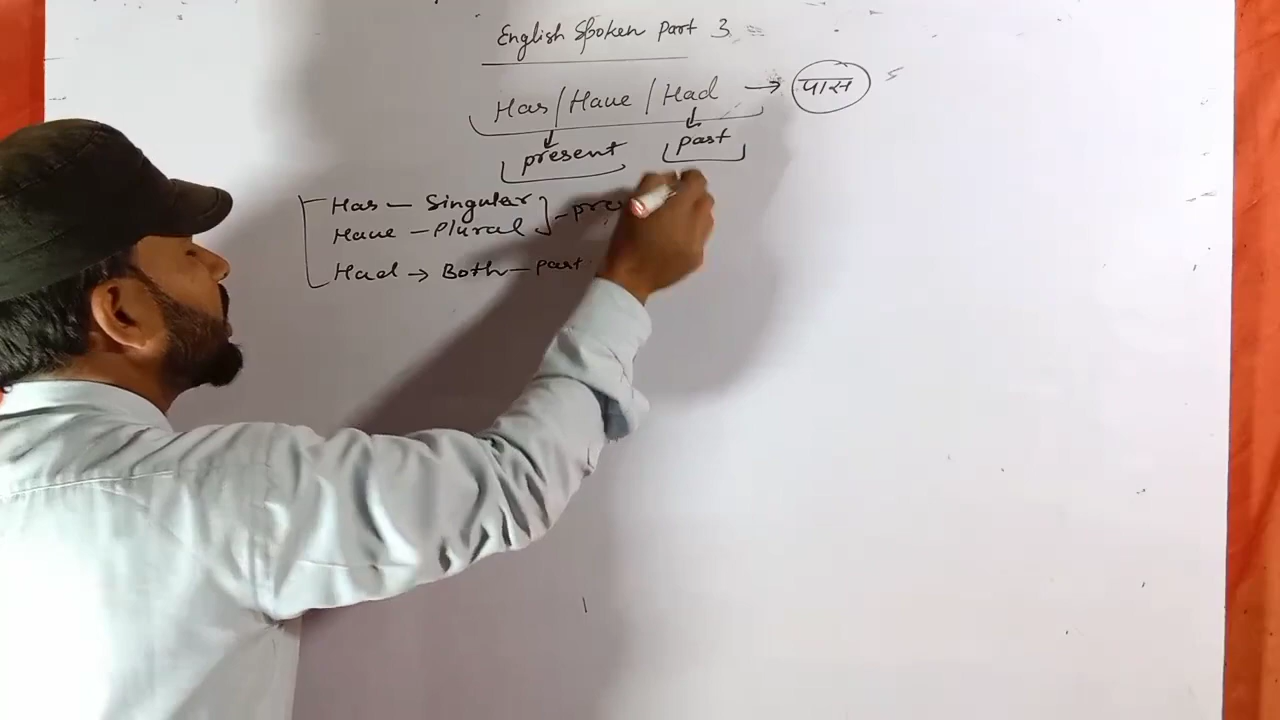 English Spoken Part 3
Has/Have/Had → पास
present past
Has — Singular
Have — Plural
Had → Both — past